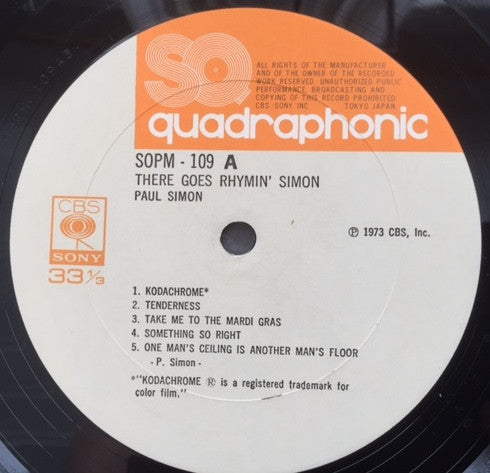 SQ
ALL RIGHTS OF THE MANUFACTURER
AND OF THE OWNER OF THE RECORDED
WORK RESERVED. UNAUTHORIZED PUBLIC
PERFORMANCE, BROADCASTING AND
COPYING OF THIS RECORD PROHIBITED
CBS SONY INC TOKYO JAPAN
quadraphonic
SOPM - 109 A
THERE GOES RHYMIN' SIMON
PAUL SIMON
CBS
SONY
33 1/3
Ⓟ 1973 CBS, Inc.
1. KODACHROME*
2. TENDERNESS
3. TAKE ME TO THE MARDI GRAS
4. SOMETHING SO RIGHT
5. ONE MAN'S CEILING IS ANOTHER MAN'S FLOOR
- P. Simon -
*"KODACHROME ® is a registered trademark for
color film."